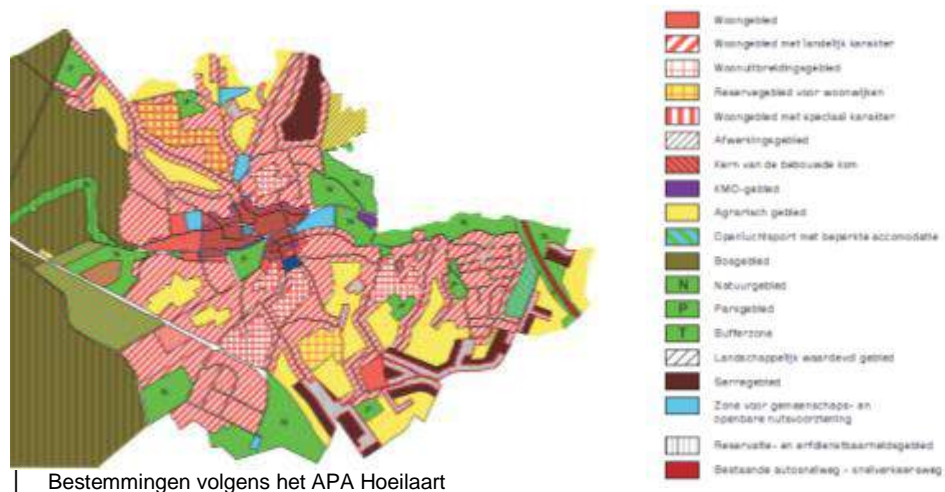 Woongebied
Woongebied met landelijk karakter
Woonuitbreidingsgebied
Reservegebied voor woonwijken
Woongebied met speciaal karakter
Afwerkingsgebied
Kern van de bebouwde kom
KMO-gebied
Agrarisch gebied
Openluchtsport met beperkte accomodatie
Bosgebied
N Natuurgebied
P Parkgebied
T Bufferzone
Landschappelijk waardevol gebied
Serregebied
Zone voor gemeenschaps- en
openbare nutsvoorziening
Reservatie- en erfdienstbaarheidsgebied
Bestaande autosnelweg - snelverkeersweg
Bestemmingen volgens het APA Hoeilaart